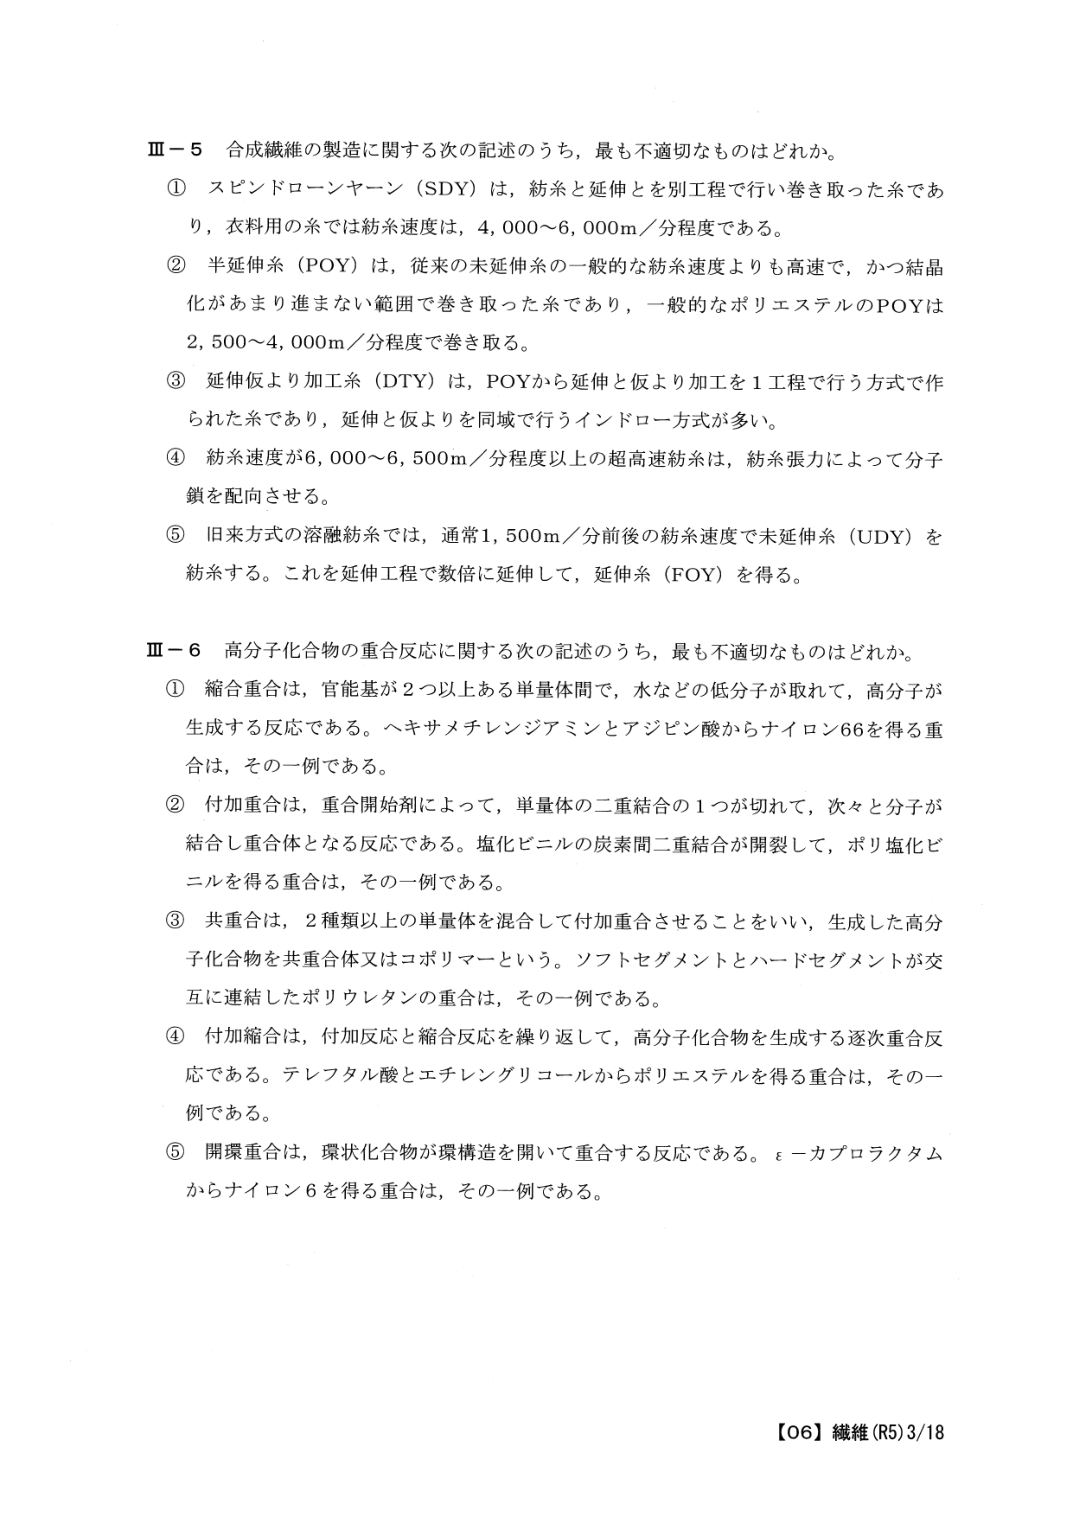 Ⅲ－5　合成繊維の製造に関する次の記述のうち，最も不適切なものはどれか。
①　スピンドローンヤーン（SDY）は，紡糸と延伸とを別工程で行い巻き取った糸であ
り，衣料用の糸では紡糸速度は，4,000～6,000m／分程度である。
②　半延伸糸（POY）は，従来の未延伸糸の一般的な紡糸速度よりも高速で，かつ結晶
化があまり進まない範囲で巻き取った糸であり，一般的なポリエステルのPOYは
2,500～4,000m／分程度で巻き取る。
③　延伸仮より加工糸（DTY）は，POYから延伸と仮より加工を１工程で行う方式で作
られた糸であり，延伸と仮よりを同域で行うインドロー方式が多い。
④　紡糸速度が6,000～6,500m／分程度以上の超高速紡糸は，紡糸張力によって分子
鎖を配向させる。
⑤　旧来方式の溶融紡糸では，通常1,500m／分前後の紡糸速度で未延伸糸（UDY）を
紡糸する。これを延伸工程で数倍に延伸して，延伸糸（FOY）を得る。
Ⅲ－6　高分子化合物の重合反応に関する次の記述のうち，最も不適切なものはどれか。
①　縮合重合は，官能基が２つ以上ある単量体間で，水などの低分子が取れて，高分子が
生成する反応である。ヘキサメチレンジアミンとアジピン酸からナイロン66を得る重
合は，その一例である。
②　付加重合は，重合開始剤によって，単量体の二重結合の１つが切れて，次々と分子が
結合し重合体となる反応である。塩化ビニルの炭素間二重結合が開裂して，ポリ塩化ビ
ニルを得る重合は，その一例である。
③　共重合は，２種類以上の単量体を混合して付加重合させることをいい，生成した高分
子化合物を共重合体又はコポリマーという。ソフトセグメントとハードセグメントが交
互に連結したポリウレタンの重合は，その一例である。
④　付加縮合は，付加反応と縮合反応を繰り返して，高分子化合物を生成する逐次重合反
応である。テレフタル酸とエチレングリコールからポリエステルを得る重合は，その一
例である。
⑤　開環重合は，環状化合物が環構造を開いて重合する反応である。ε－カプロラクタム
からナイロン６を得る重合は，その一例である。
【06】繊維(R5)3/18